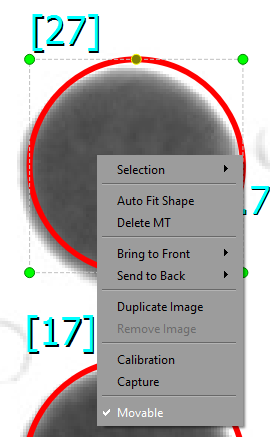 [27]
Selection
Auto Fit Shape
Delete MT
.7
Bring to Front
Send to Back
Duplicate Image
Remove Image
[17]
Calibration
Capture
Movable